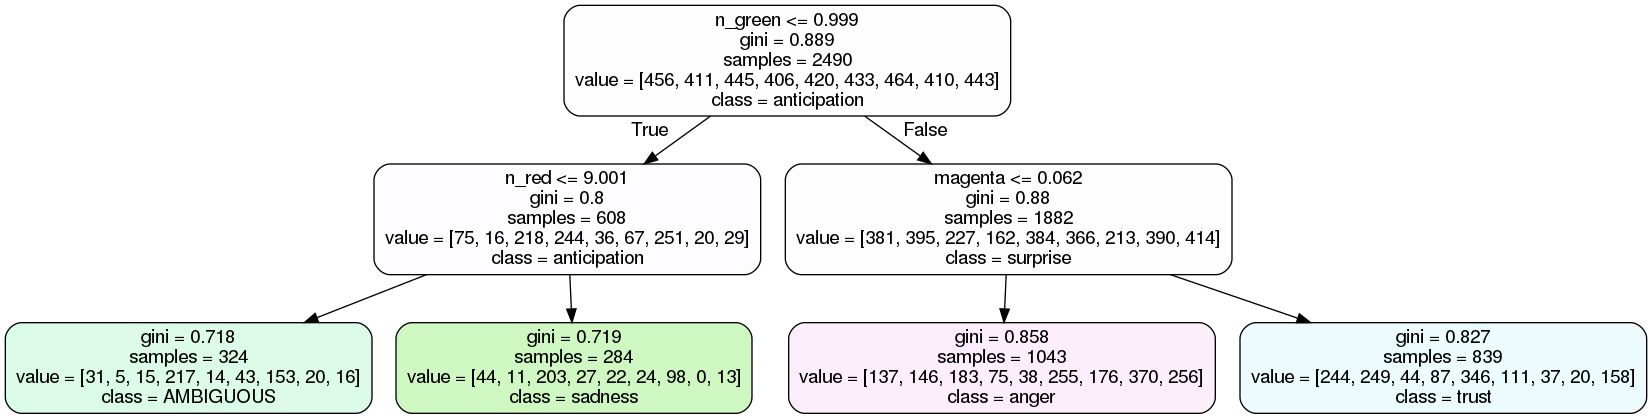 n_green <= 0.999
gini = 0.889
samples = 2490
value = [456, 411, 445, 406, 420, 433, 464, 410, 443]
class = anticipation
True
False
n_red <= 9.001
gini = 0.8
samples = 608
value = [75, 16, 218, 244, 36, 67, 251, 20, 29]
class = anticipation
magenta <= 0.062
gini = 0.88
samples = 1882
value = [381, 395, 227, 162, 384, 366, 213, 390, 414]
class = surprise
gini = 0.718
samples = 324
value = [31, 5, 15, 217, 14, 43, 153, 20, 16]
class = AMBIGUOUS
gini = 0.719
samples = 284
value = [44, 11, 203, 27, 22, 24, 98, 0, 13]
class = sadness
gini = 0.858
samples = 1043
value = [137, 146, 183, 75, 38, 255, 176, 370, 256]
class = anger
gini = 0.827
samples = 839
value = [244, 249, 44, 87, 346, 111, 37, 20, 158]
class = trust